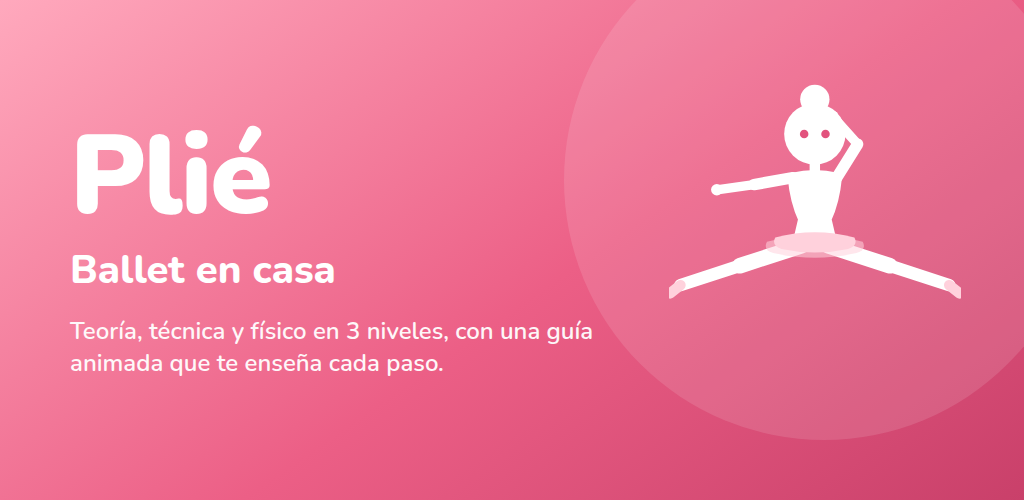 Plié
Ballet en casa
Teoría, técnica y físico en 3 niveles, con una guía
animada que te enseña cada paso.